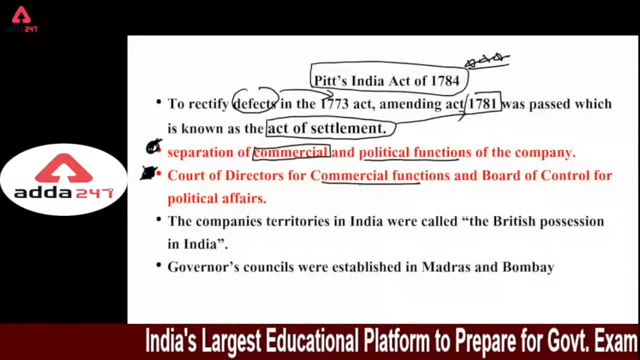 adda247
Pitt's India Act of 1784
To rectify defects in the 1773 act, amending act 1781 was passed which
is known as the act of settlement.
separation of commercial and political functions of the company.
Court of Directors for Commercial functions and Board of Control for
political affairs.
adda247
The companies territories in India were called “the British possession
in India”.
Governor's councils were established in Madras and Bombay
India's Largest Educational Platform to Prepare for Govt. Exam